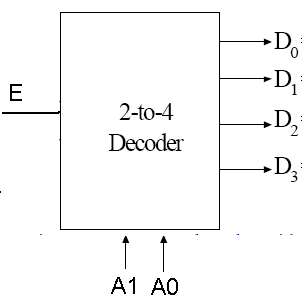 D0=
E
D1=
2-to-4
Decoder
D2=
D3=
A1 A0